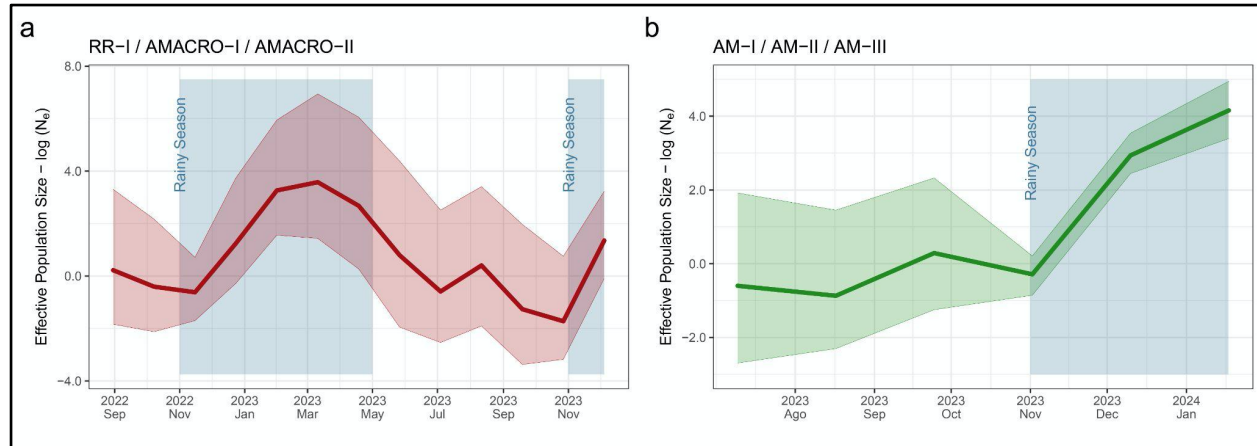 a
RR−I / AMACRO−I / AMACRO−II
Effective Population Size − log (Ne)
8.0
4.0
0.0
−4.0
Rainy Season
Rainy Season
2022 2022 2023 2023 2023 2023 2023 2023
Sep Nov Jan Mar May Jul Sep Nov
b
AM−I / AM−II / AM−III
Effective Population Size − log (Ne)
4.0
2.0
0.0
−2.0
Rainy Season
2023 2023 2023 2023 2023 2024
Ago Sep Oct Nov Dec Jan